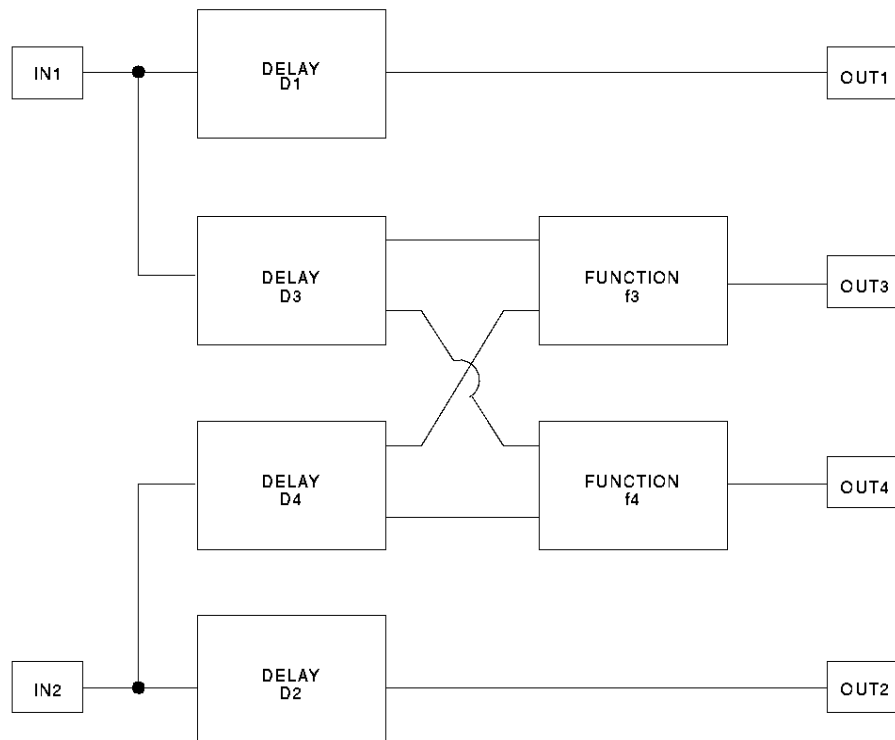 IN1
DELAY
D1
OUT1
DELAY
D3
FUNCTION
f3
OUT3
DELAY
D4
FUNCTION
f4
OUT4
IN2
DELAY
D2
OUT2